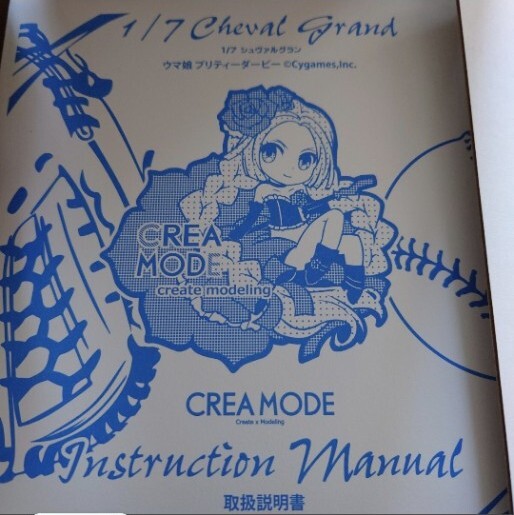 1/7 Cheval Grand
1/7 シュヴァルグラン
ウマ娘 プリティーダービー ©Cygames,Inc.
CREA
MODE
create modeling
CREA MODE
Create x Modeling
Instruction Manual
取扱説明書